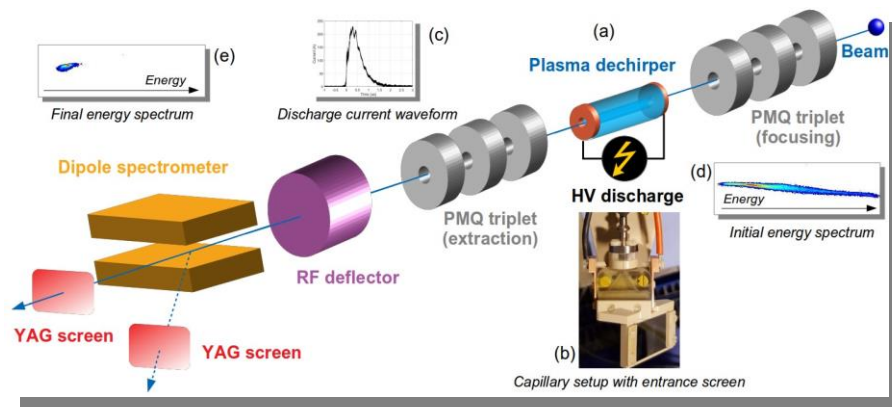 (e)
Energy
Final energy spectrum
(c)
Discharge current waveform
(a)
Plasma dechirper
Beam
PMQ triplet
(focusing)
HV discharge
(d)
Energy
Initial energy spectrum
Dipole spectrometer
PMQ triplet
(extraction)
RF deflector
YAG screen
YAG screen
(b)
Capillary setup with entrance screen